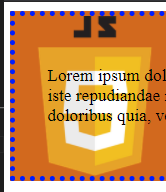 JS
Lorem ipsum dol
iste repudiandae
doloribus quia, v